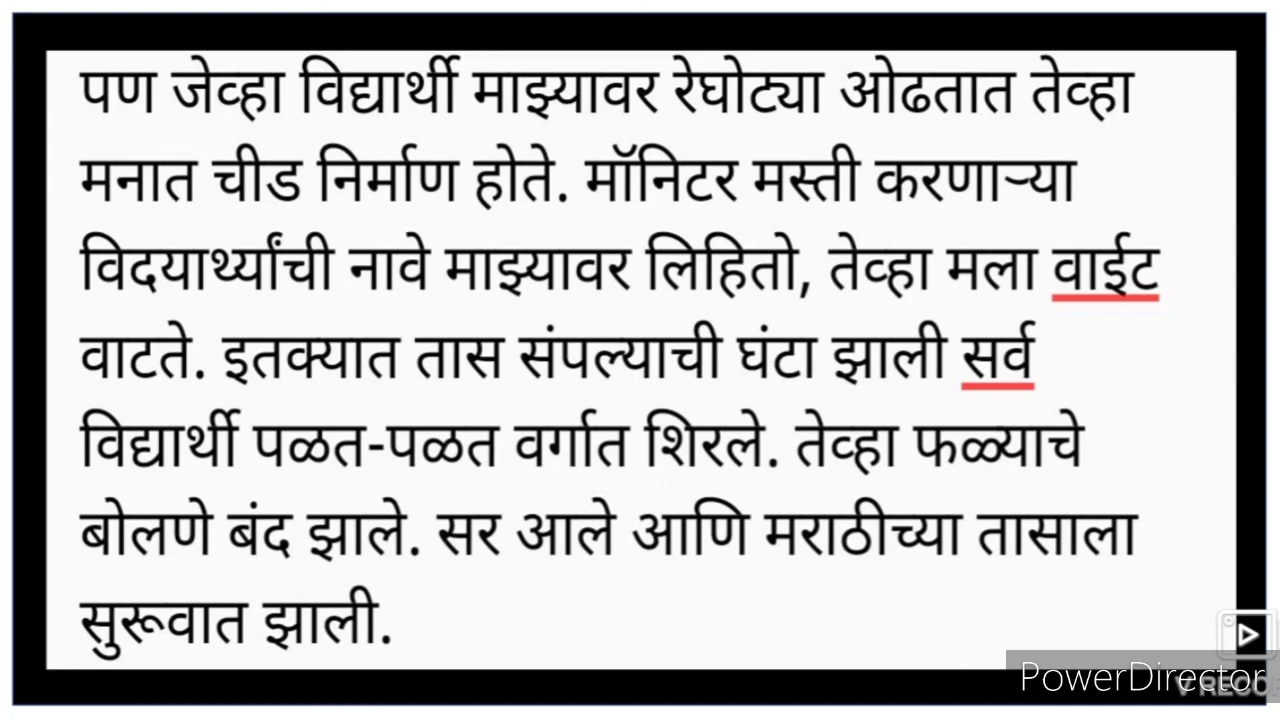 पण जेव्हा विद्यार्थी माझ्यावर रेघोट्या ओढतात तेव्हा
मनात चीड निर्माण होते. मॉनिटर मस्ती करणाऱ्या
विदयार्थ्यांची नावे माझ्यावर लिहितो, तेव्हा मला वाईट
वाटते. इतक्यात तास संपल्याची घंटा झाली सर्व
विद्यार्थी पळत-पळत वर्गात शिरले. तेव्हा फळ्याचे
बोलणे बंद झाले. सर आले आणि मराठीच्या तासाला
सुरूवात झाली.
PowerDirector